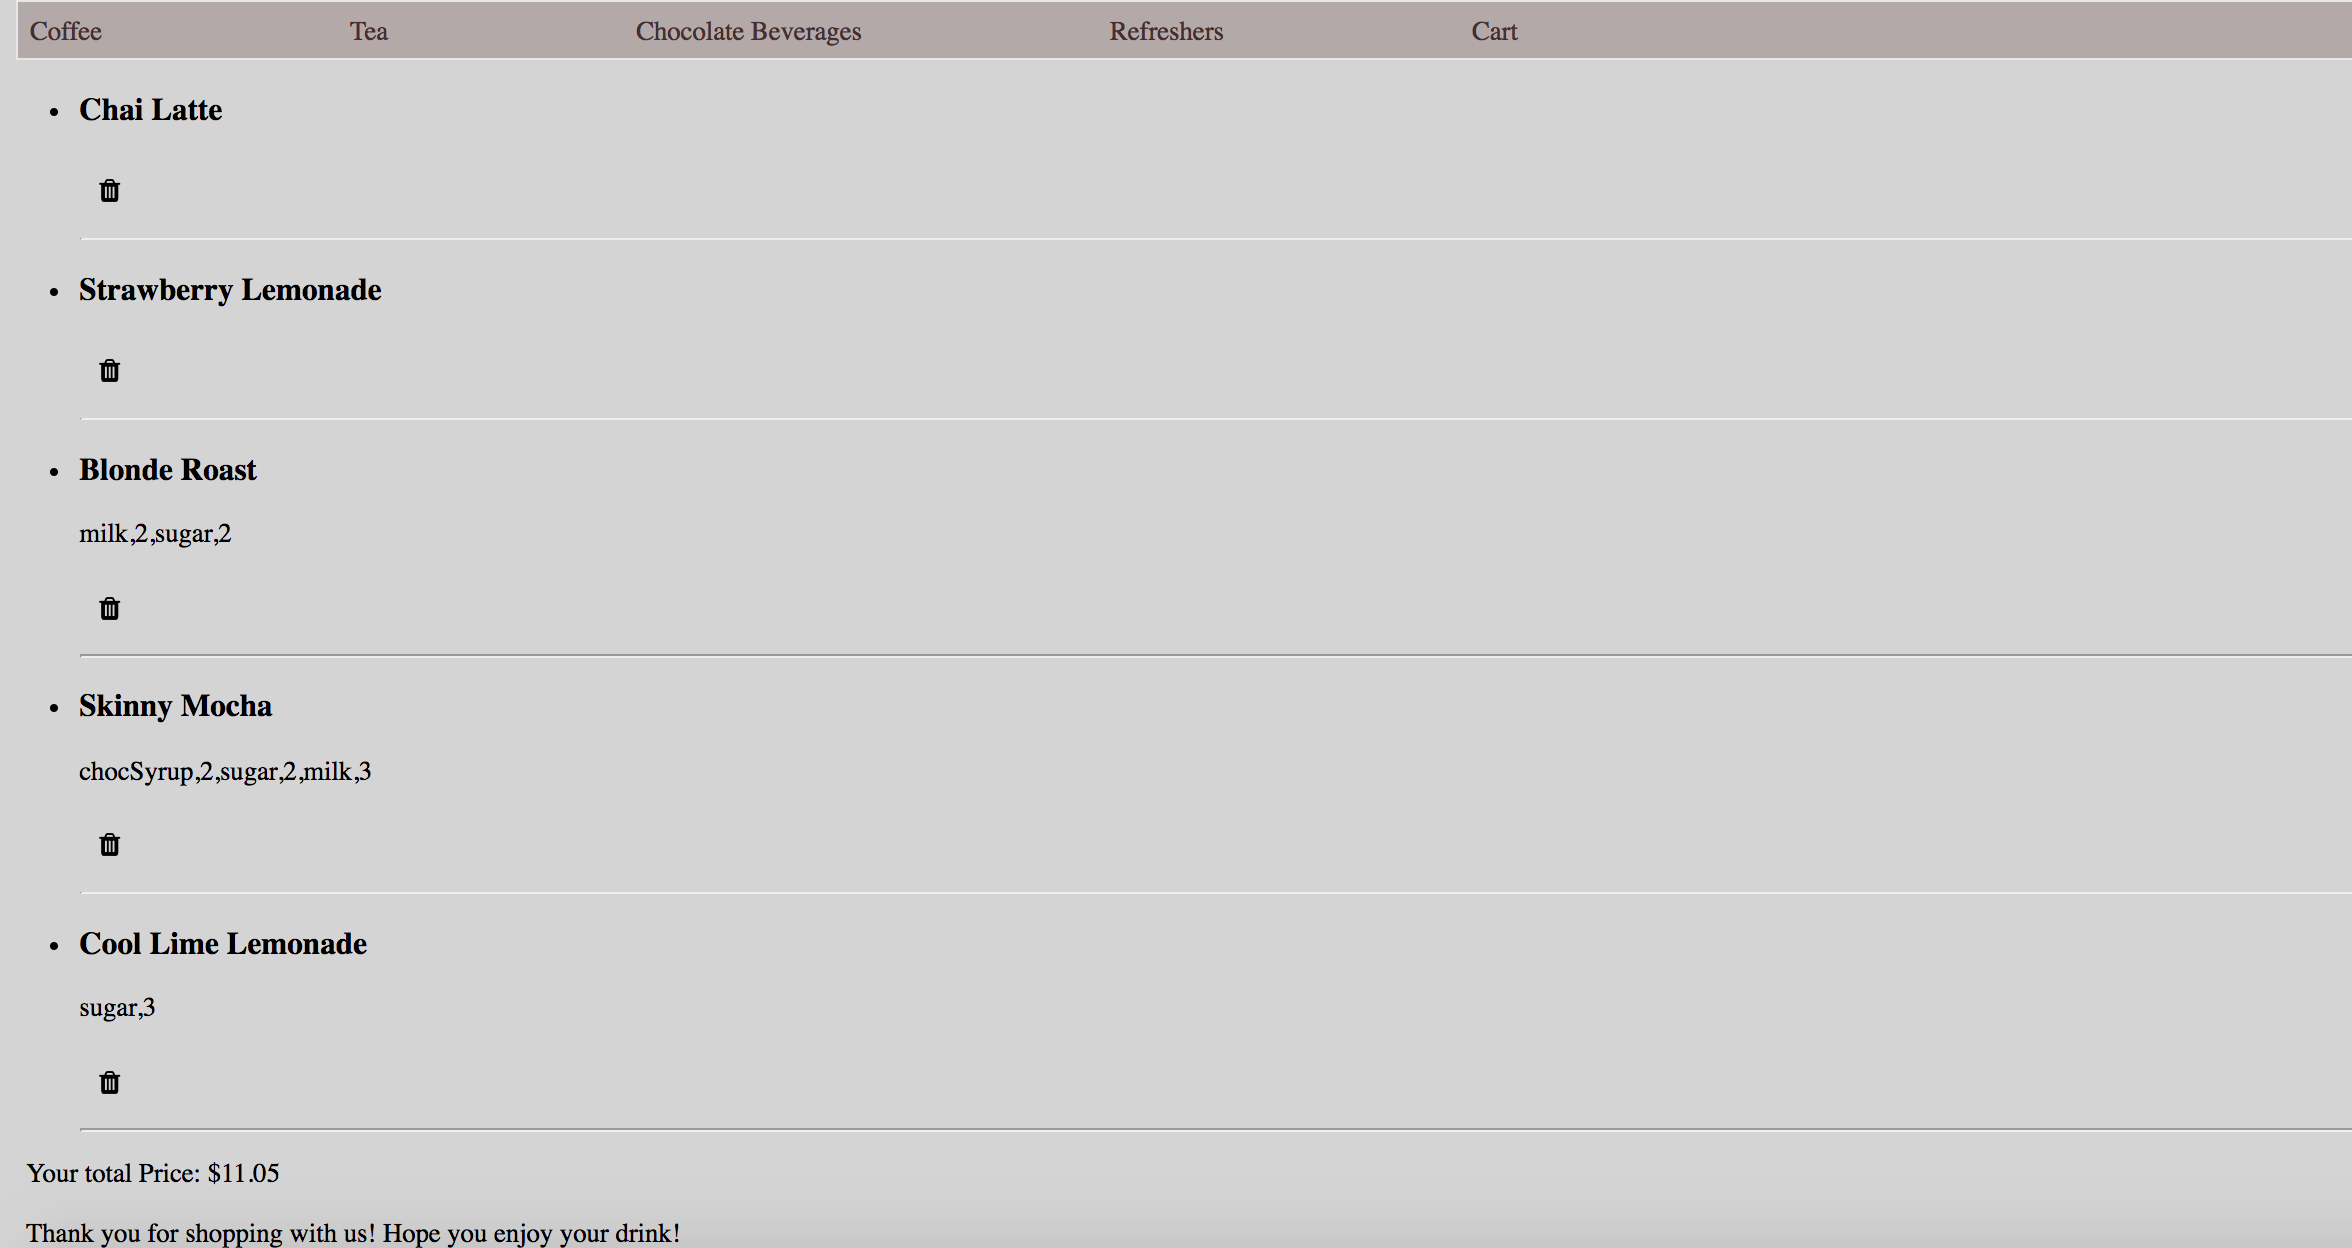 Coffee Tea Chocolate Beverages Refreshers Cart
Chai Latte
Strawberry Lemonade
Blonde Roast
milk,2,sugar,2
Skinny Mocha
chocSyrup,2,sugar,2,milk,3
Cool Lime Lemonade
sugar,3
Your total Price: $11.05
Thank you for shopping with us! Hope you enjoy your drink!